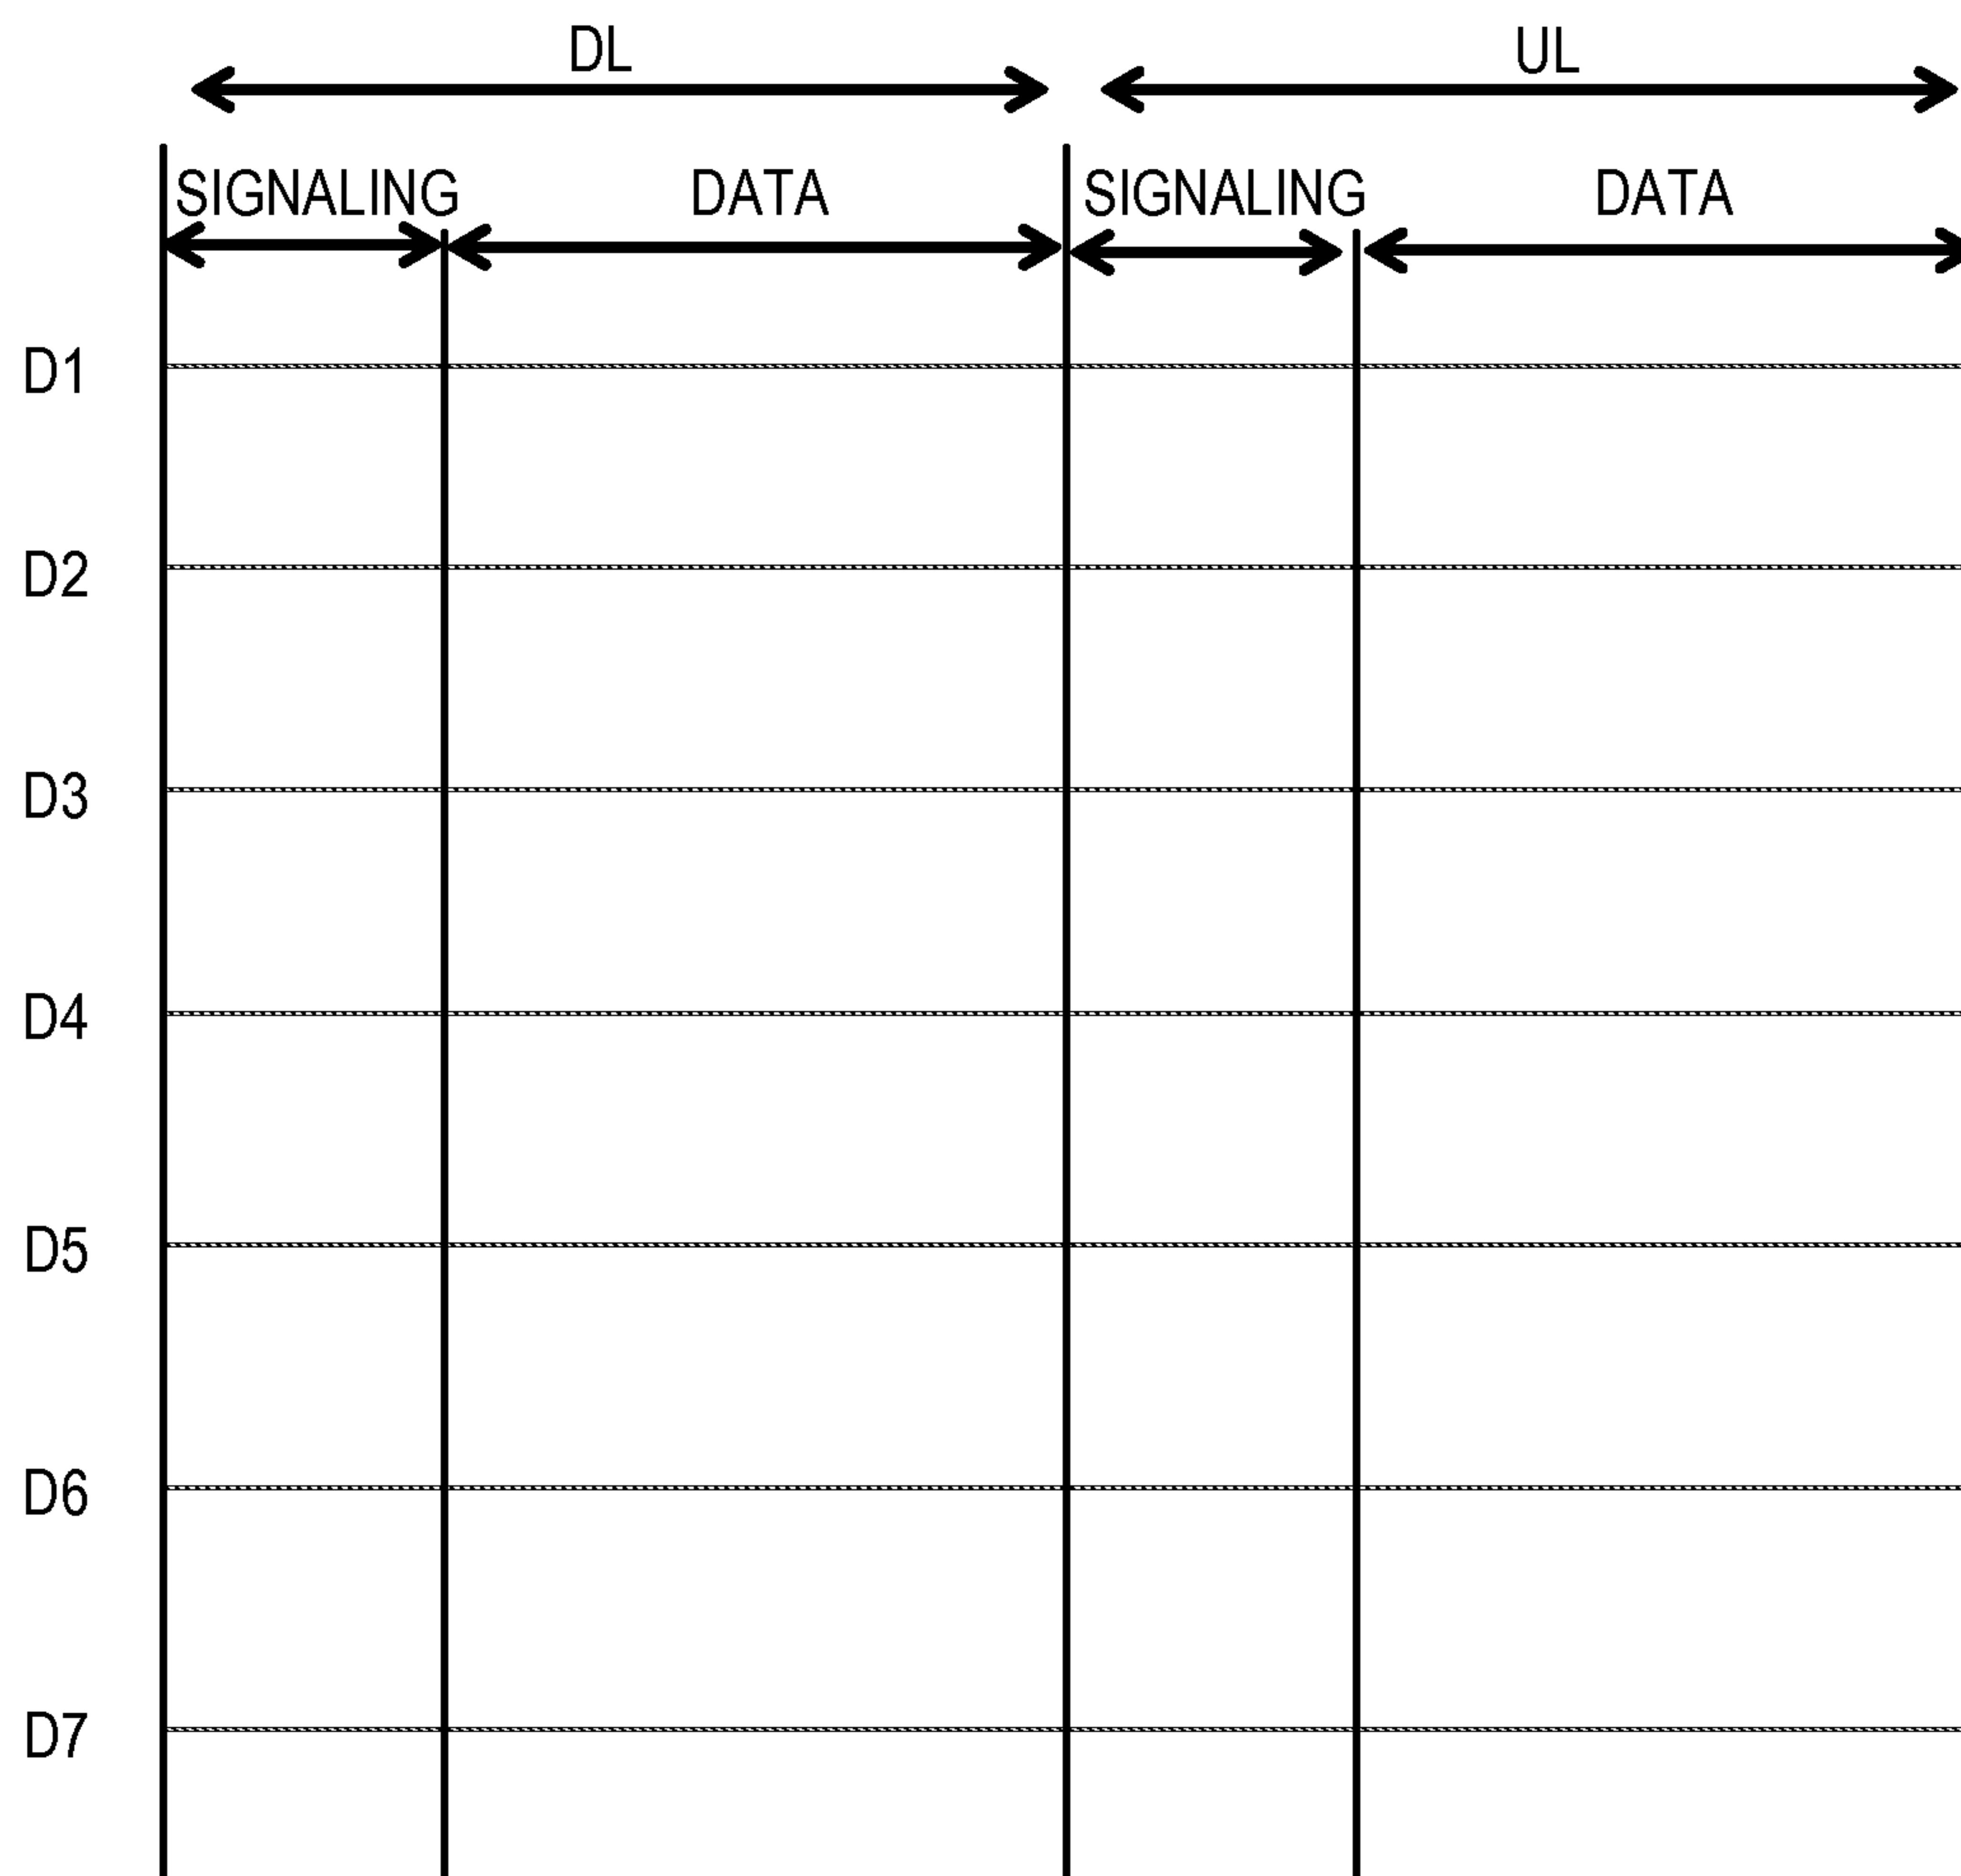 DL UL
SIGNALING DATA SIGNALING DATA
D1
D2
D3
D4
D5
D6
D7